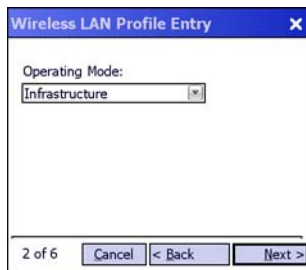 Wireless LAN Profile Entry X
Operating Mode:
Infrastructure
2 of 6 Cancel < Back Next >